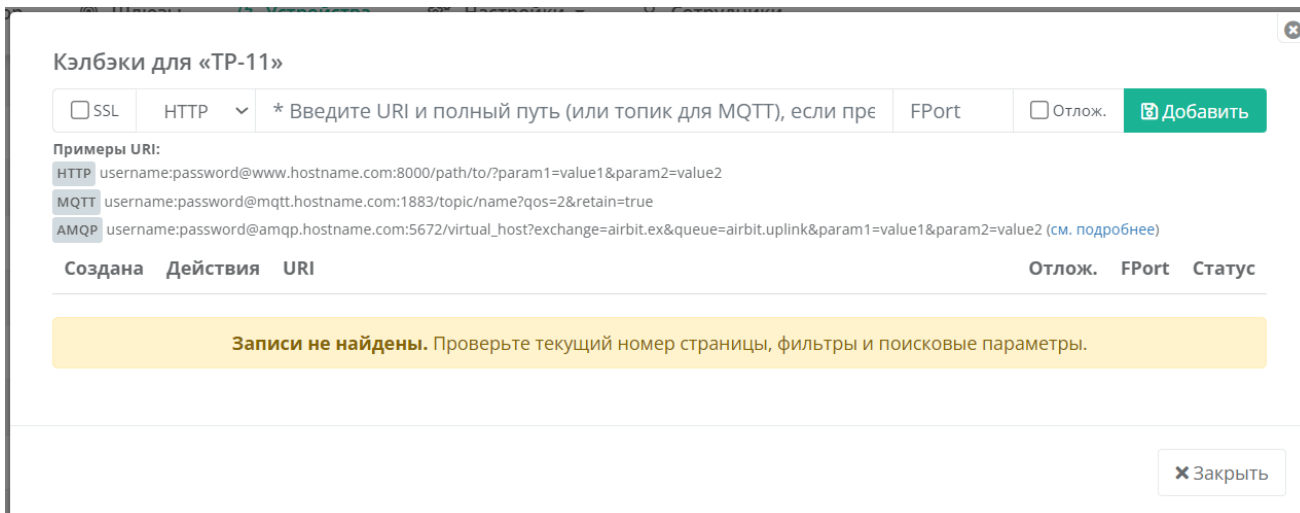 Шлюзы Устройства Настройки Сотрудники
Кэлбэки для «ТР-11»
SSL HTTP * Введите URI и полный путь (или топик для MQTT), если пре FPort Отлож. Добавить
Примеры URI:
HTTP username:password@www.hostname.com:8000/path/to/?param1=value1&param2=value2
MQTT username:password@mqtt.hostname.com:1883/topic/name?qos=2&retain=true
AMQP username:password@amqp.hostname.com:5672/virtual_host?exchange=airbit.ex&queue=airbit.uplink&param1=value1&param2=value2 (см. подробнее)
Создана Действия URI Отлож. FPort Статус
Записи не найдены. Проверьте текущий номер страницы, фильтры и поисковые параметры.
Закрыть